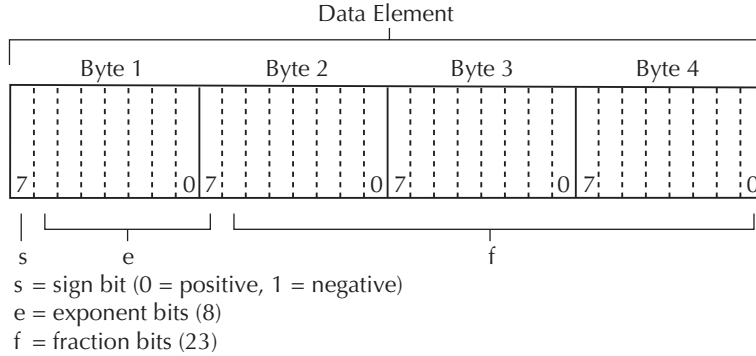 Data Element
Byte 1 Byte 2 Byte 3 Byte 4
7 0 7 0 7 0 7 0
s e f
s = sign bit (0 = positive, 1 = negative)
e = exponent bits (8)
f = fraction bits (23)